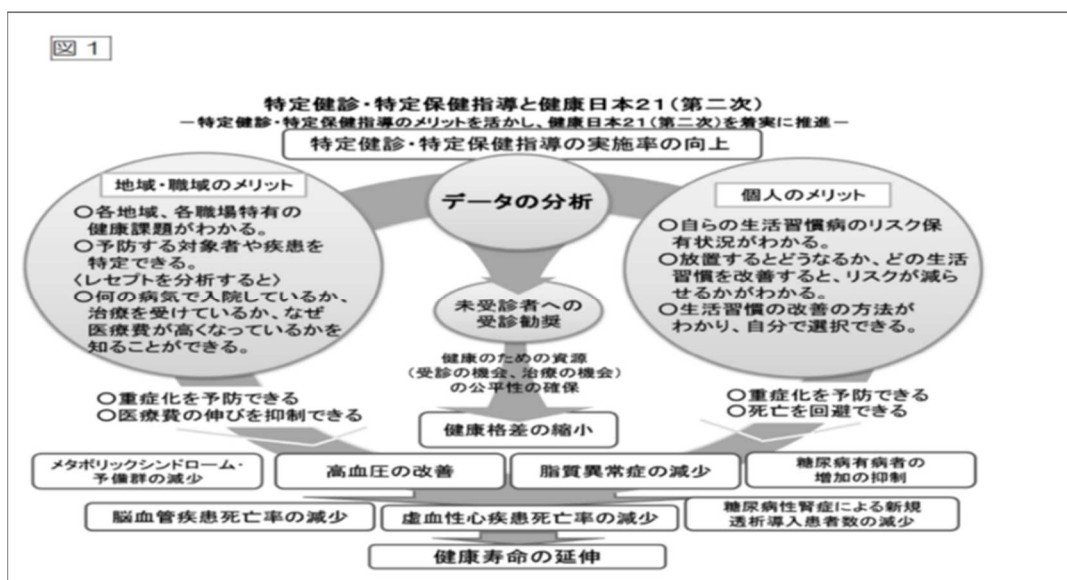 図 1
特定健診・特定保健指導と健康日本21(第二次)
－特定健診・特定保健指導のメリットを活かし、健康日本21(第二次)を着実に推進－
特定健診・特定保健指導の実施率の向上
地域・職域のメリット
○各地域、各職場特有の
健康課題がわかる。
○予防する対象者や疾患を
特定できる。
〈レセプトを分析すると〉
○何の病気で入院しているか、
治療を受けているか、なぜ
医療費が高くなっているかを
知ることができる。
データの分析
個人のメリット
○自らの生活習慣病のリスク保
有状況がわかる。
○放置するとどうなるか、どの生活
習慣を改善すると、リスクが減ら
せるかがわかる。
○生活習慣の改善の方法が
わかり、自分で選択できる。
未受診者への
受診勧奨
健康のための資源
(受診の機会、治療の機会)
の公平性の確保
○重症化を予防できる
○医療費の伸びを抑制できる
○重症化を予防できる
○死亡を回避できる
健康格差の縮小
メタボリックシンドローム・
予備群の減少
高血圧の改善
脂質異常症の減少
糖尿病有病者の
増加の抑制
脳血管疾患死亡率の減少
虚血性心疾患死亡率の減少
糖尿病性腎症による新規
透析導入患者数の減少
健康寿命の延伸